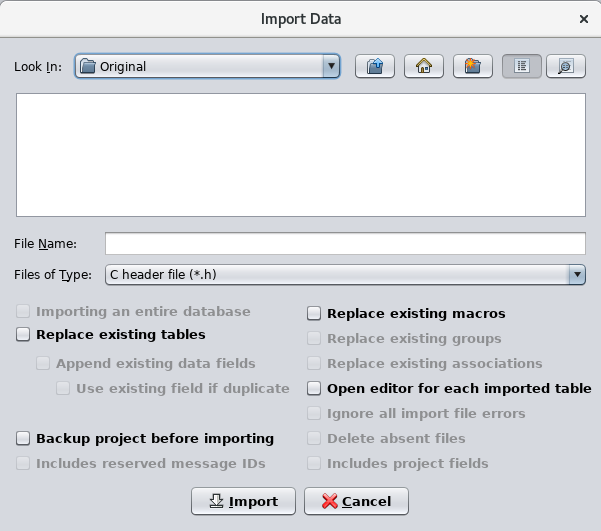 Import Data
Look In: Original
File Name:
Files of Type: C header file (*.h)
Importing an entire database
Replace existing tables
Append existing data fields
Use existing field if duplicate
Backup project before importing
Includes reserved message IDs
Replace existing macros
Replace existing groups
Replace existing associations
Open editor for each imported table
Ignore all import file errors
Delete absent files
Includes project fields
Import Cancel